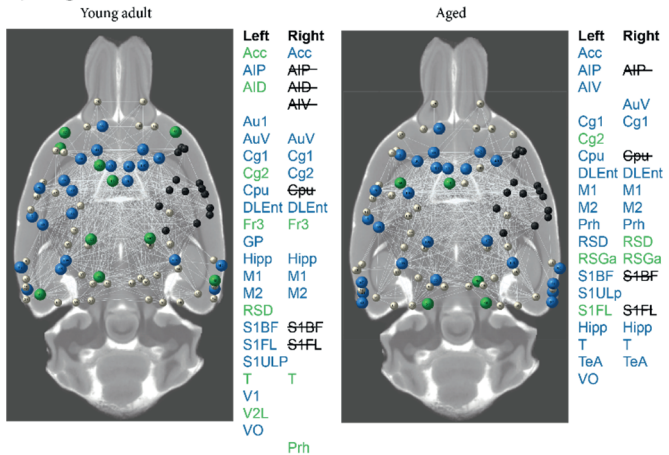 Young adult
Left Right
Acc Acc
AIP AIP
AID AID
AIV
Au1
AuV AuV
Cg1 Cg1
Cg2 Cg2
Cpu Cpu
DLEnt DLEnt
Fr3 Fr3
GP
Hipp Hipp
M1 M1
M2 M2
RSD
S1BF S1BF
S1FL S1FL
S1ULP
T T
V1
V2L
VO
Prh
Aged
Left Right
Acc
AIP AIP
AIV
AuV
Cg1 Cg1
Cg2
Cpu Cpu
DLEnt DLEnt
M1 M1
M2 M2
Prh Prh
RSD RSD
RSGa RSGa
S1BF S1BF
S1ULp
S1FL S1FL
Hipp Hipp
T T
TeA TeA
VO